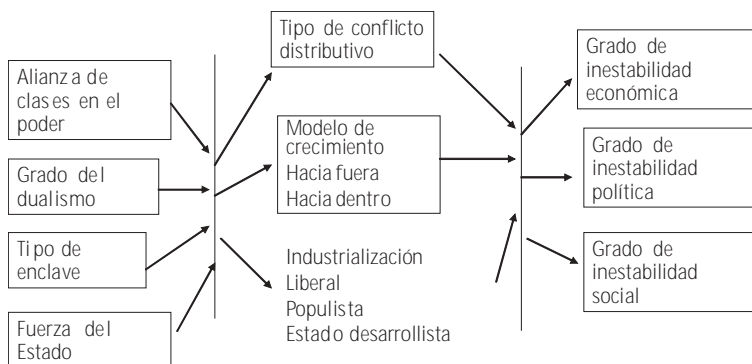 Alianza de
clases en el
poder
Grado del
dualismo
Tipo de
enclave
Fuerza del
Estado
Tipo de conflicto
distributivo
Modelo de
crecimiento
Hacia fuera
Hacia dentro
Industrialización
Liberal
Populista
Estado desarrollista
Grado de
inestabilidad
económica
Grado de
inestabilidad
política
Grado de
inestabilidad
social